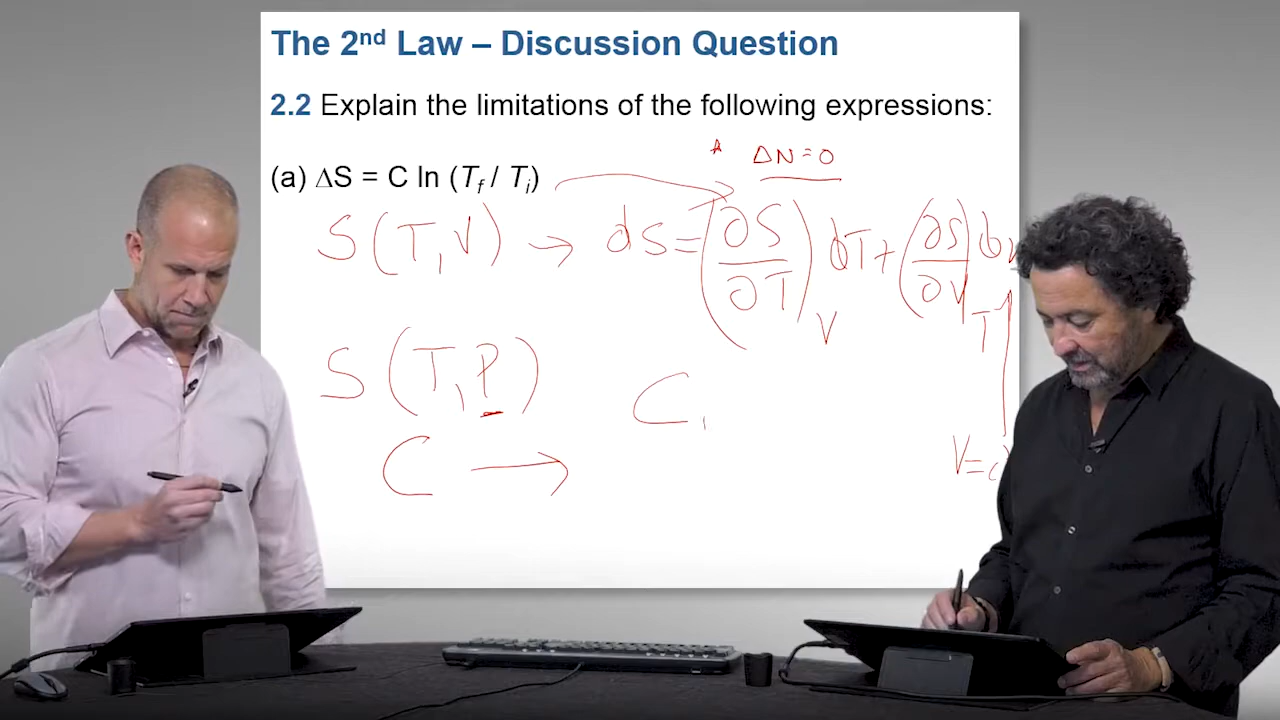 The 2nd Law – Discussion Question
2.2 Explain the limitations of the following expressions:
* ΔN = 0
(a) ΔS = C ln (Tf / Ti)
S(T,V) → dS = (∂S/∂T)V dT + (∂S/∂V)T
S(T,P)
C → C
V=